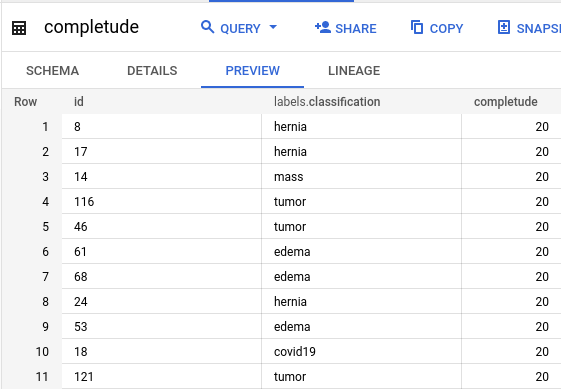 completude QUERY SHARE COPY
SCHEMA DETAILS PREVIEW LINEAGE
Row id labels.classification completude
1 8 hernia 20
2 17 hernia 20
3 14 mass 20
4 116 tumor 20
5 46 tumor 20
6 61 edema 20
7 68 edema 20
8 24 hernia 20
9 53 edema 20
10 18 covid19 20
11 121 tumor 20